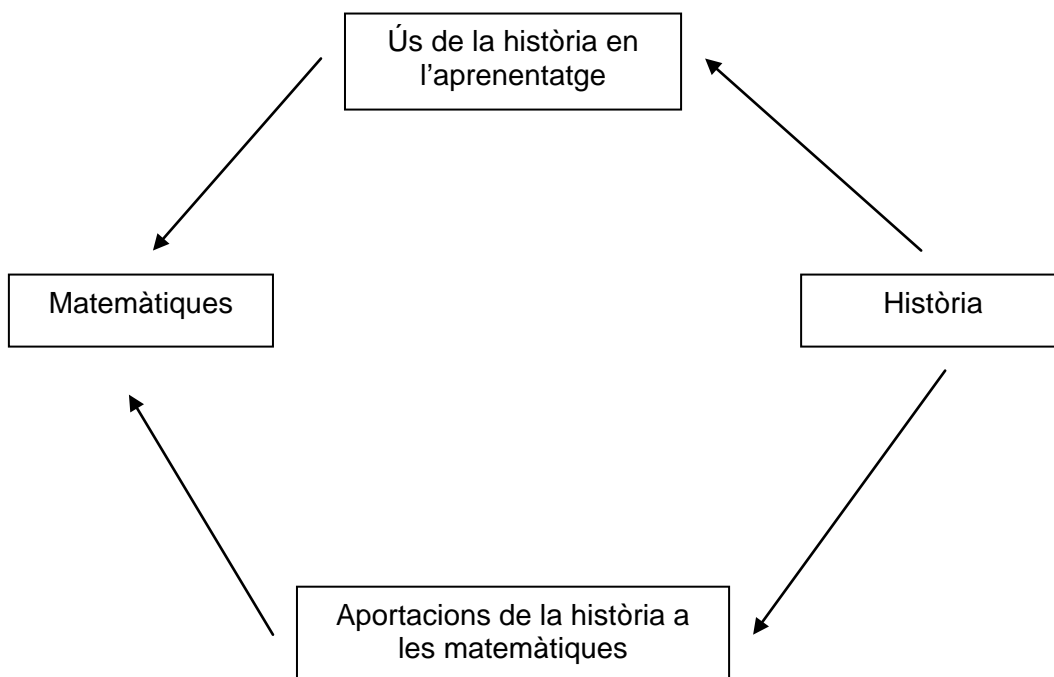 Ús de la història en
l’aprenentatge
Matemàtiques
Història
Aportacions de la història a
les matemàtiques